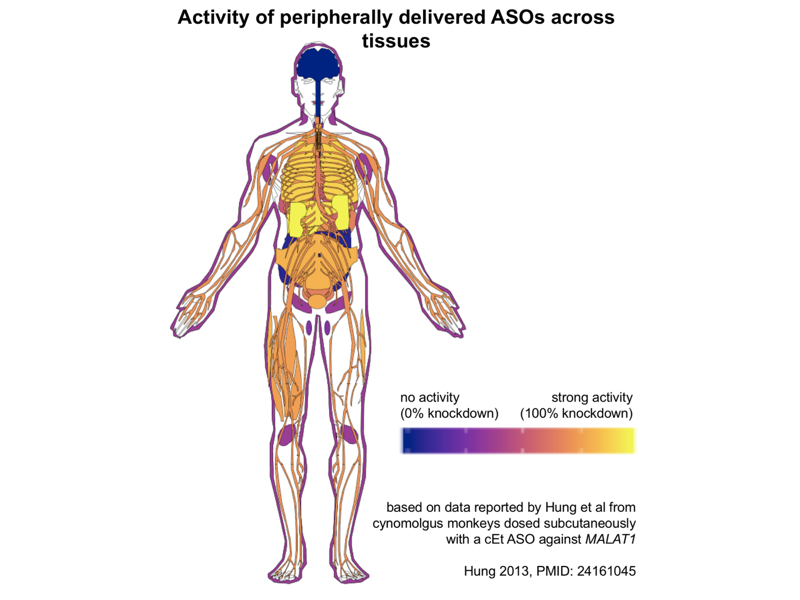 Activity of peripherally delivered ASOs across
tissues
no activity
(0% knockdown)
strong activity
(100% knockdown)
based on data reported by Hung et al from
cynomolgus monkeys dosed subcutaneously
with a cEt ASO against MALAT1
Hung 2013, PMID: 24161045